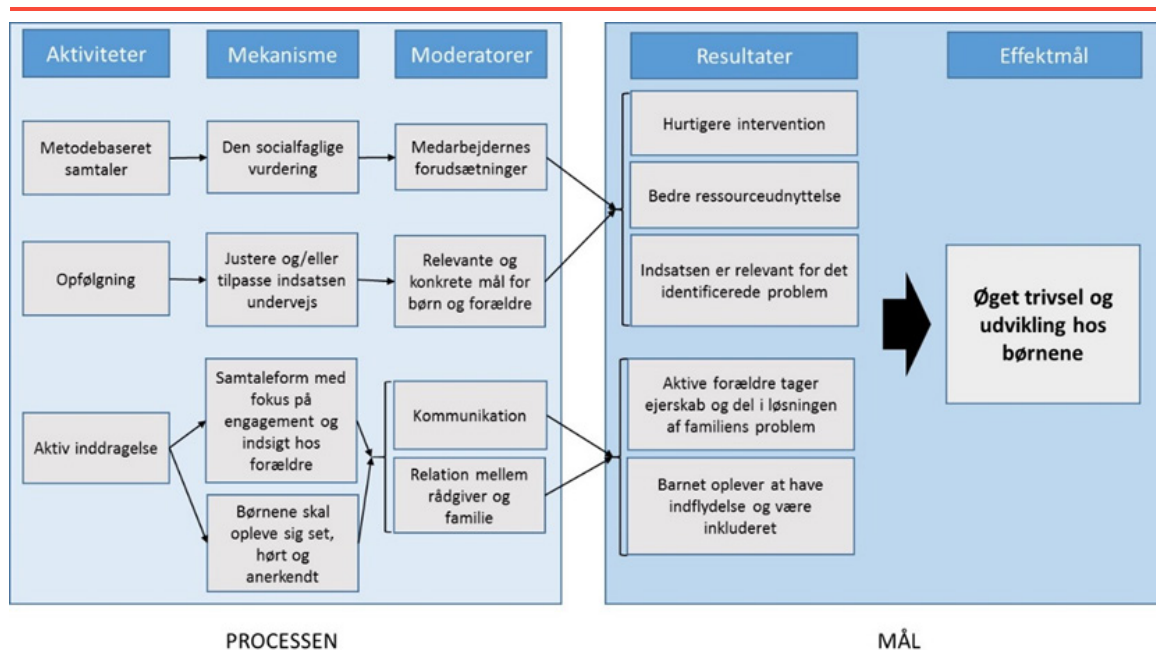 Aktiviteter
Mekanisme
Moderatorer
Resultater
Effektmål
Metodebaseret
samtaler
Den socialfaglige
vurdering
Medarbejdernes
forudsætninger
Opfølgning
Justere og/eller
tilpasse indsatsen
undervejs
Relevante og
konkrete mål for
børn og forældre
Aktiv inddragelse
Samtaleform med
fokus på
engagement og
indsigt hos
forældre
Børnene skal
opleve sig set,
hørt og
anerkendt
Kommunikation
Relation mellem
rådgiver og
familie
Hurtigere intervention
Bedre ressourceudnyttelse
Indsatsen er relevant for det
identificerede problem
Aktive forældre tager
ejerskab og del i løsningen
af familiens problem
Barnet oplever at have
indflydelse og være
inkluderet
Øget trivsel og
udvikling hos
børnene
PROCESSEN
MÅL